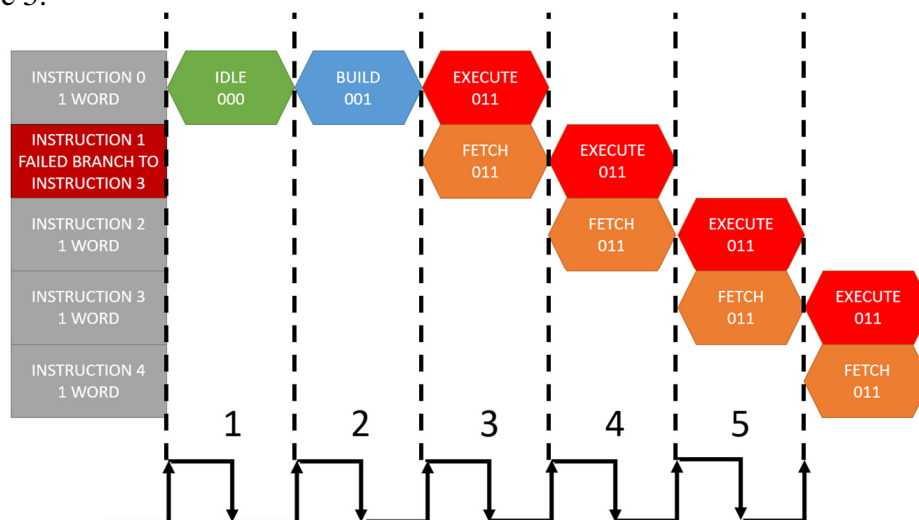 INSTRUCTION 0
1 WORD
IDLE
000
BUILD
001
EXECUTE
011
INSTRUCTION 1
FAILED BRANCH TO
INSTRUCTION 3
FETCH
011
EXECUTE
011
INSTRUCTION 2
1 WORD
FETCH
011
EXECUTE
011
INSTRUCTION 3
1 WORD
FETCH
011
EXECUTE
011
INSTRUCTION 4
1 WORD
FETCH
011
1 2 3 4 5